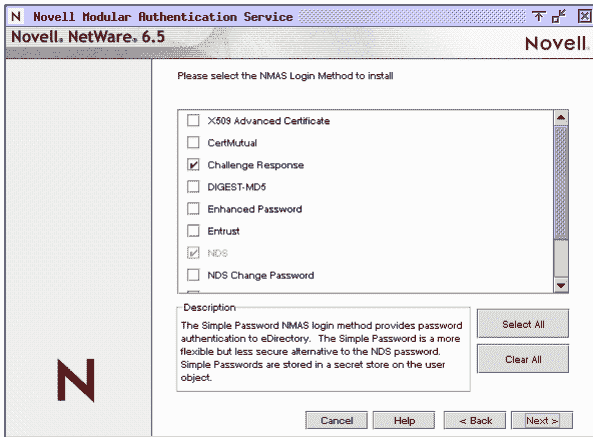 N Novell Modular Authentication Service
Novell. NetWare. 6.5
Novell.
Please select the NMAS Login Method to install
X509 Advanced Certificate
CertMutual
Challenge Response
DIGEST-MD5
Enhanced Password
Entrust
NDS
NDS Change Password
Description
The Simple Password NMAS login method provides password
authentication to eDirectory. The Simple Password is a more
flexible but less secure alternative to the NDS password.
Simple Passwords are stored in a secret store on the user
object.
Select All
Clear All
N
Cancel Help < Back Next >